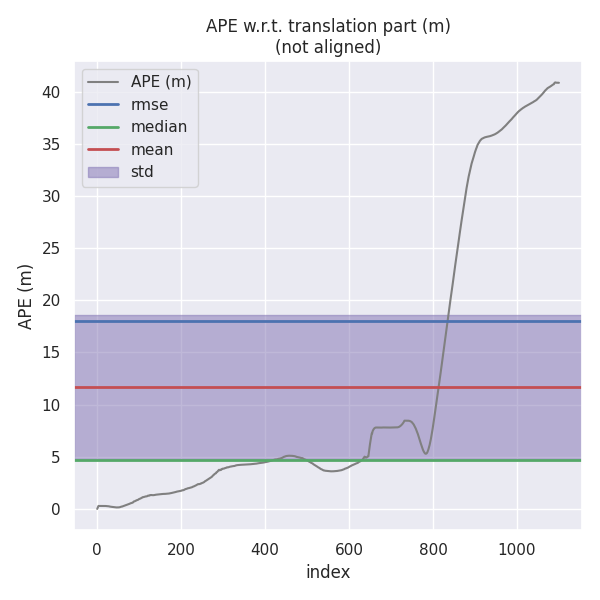 APE w.r.t. translation part (m)
(not aligned)
APE (m)
rmse
median
mean
std
40
35
30
25
20
15
10
5
0
APE (m)
0 200 400 600 800 1000
index